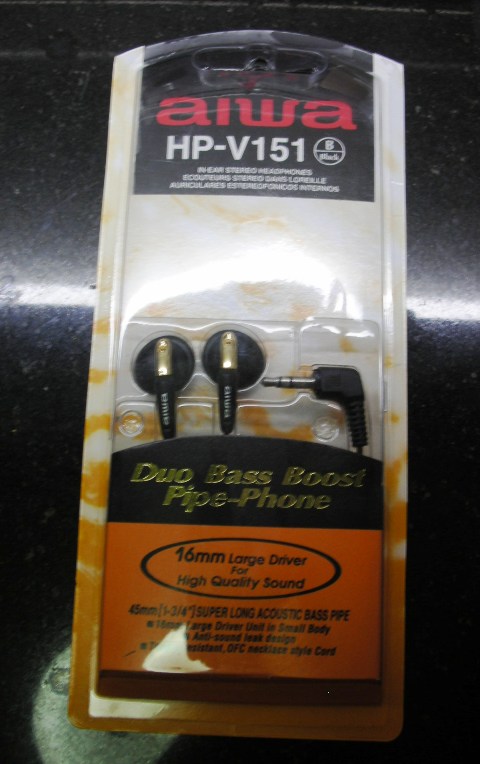 aiwa
HP-V151 B Black
IN-EAR STEREO HEADPHONES
ECOUTEURS STEREO DANS L'OREILLE
AURICULARES ESTEREOFONICOS INTERNOS
aiwa
aiwa
Duo Bass Boost
Pipe-Phone
16mm Large Driver
For
High Quality Sound
45mm [1-3/4"] SUPER LONG ACOUSTIC BASS PIPE
16mm Large Driver Unit in Small Body
Anti-sound leak design
resistant, OFC necklace style Cord